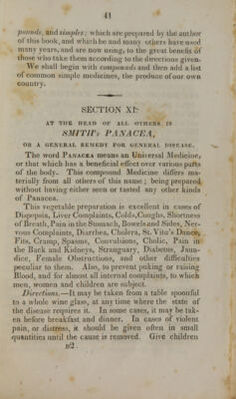 41
pounds, and simples; which are prepared by the author
of this book, and which he and many others have used
many years, and are now using, to the great benefit of
those who take them according to the directions given.
We shall begin with compounds and then add a list
of common simple medicines, the produce of our own
country.
SECTION XI:
AT THE HEAD OF ALL OTHERS IS
SMITH's PANACEA,
OR A GENERAL REMEDY FOR GENERAL DISEASE.
The word PANACEA means an Universal Medicine,
or that which has a beneficial effect over various parts
of the body. This compound Medicine differs ma-
terially from all others of this name; being prepared
without having either seen or tasted any other kinds
of Panacea.
This vegetable preparation is excellent in cases of
Dispepsia, Liver Complaints, Colds, Coughs, Shortness
of Breath, Pain in the Stomach, Bowels and Sides, Ner-
vous Complaints, Diarrhea, Cholera, St. Vitu's Dance,
Fits, Cramp, Spasms, Convulsions, Cholic, Pain in
the Back and Kidneys, Stranguary, Diabetes, Jaun-
dice, Female Obstructions, and other difficulties
peculiar to them. Also, to prevent puking or raising
Blood, and for almost all internal complaints, to which
men, women and children are subject.
Directions.—It may be taken from a table spoonful
to a whole wine glass, at any time where the state of
the disease requires it. In some cases, it may be tak-
en before breakfast and dinner. In cases of violent
pain, or distress, it should be given often in small
quantities until the cause is removed. Give children
D2